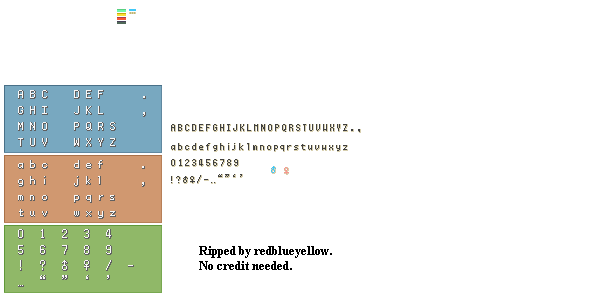 A B C D E F .
G H I J K L ,
M N O P Q R S
T U V W X Y Z
a b c d e f .
g h i j k l ,
m n o p q r s
t u v w x y z
0 1 2 3 4
5 6 7 8 9
! ? ♂ ♀ / -
… “ ” ‘ ’
ABCDEFGHIJKLMNOPQRSTUVWXYZ.,
abcdefghijklmnopqrstuvwxyz
0123456789
!?♂♀/-…“”‘’
♂ ♀
Ripped by redblueyellow.
No credit needed.